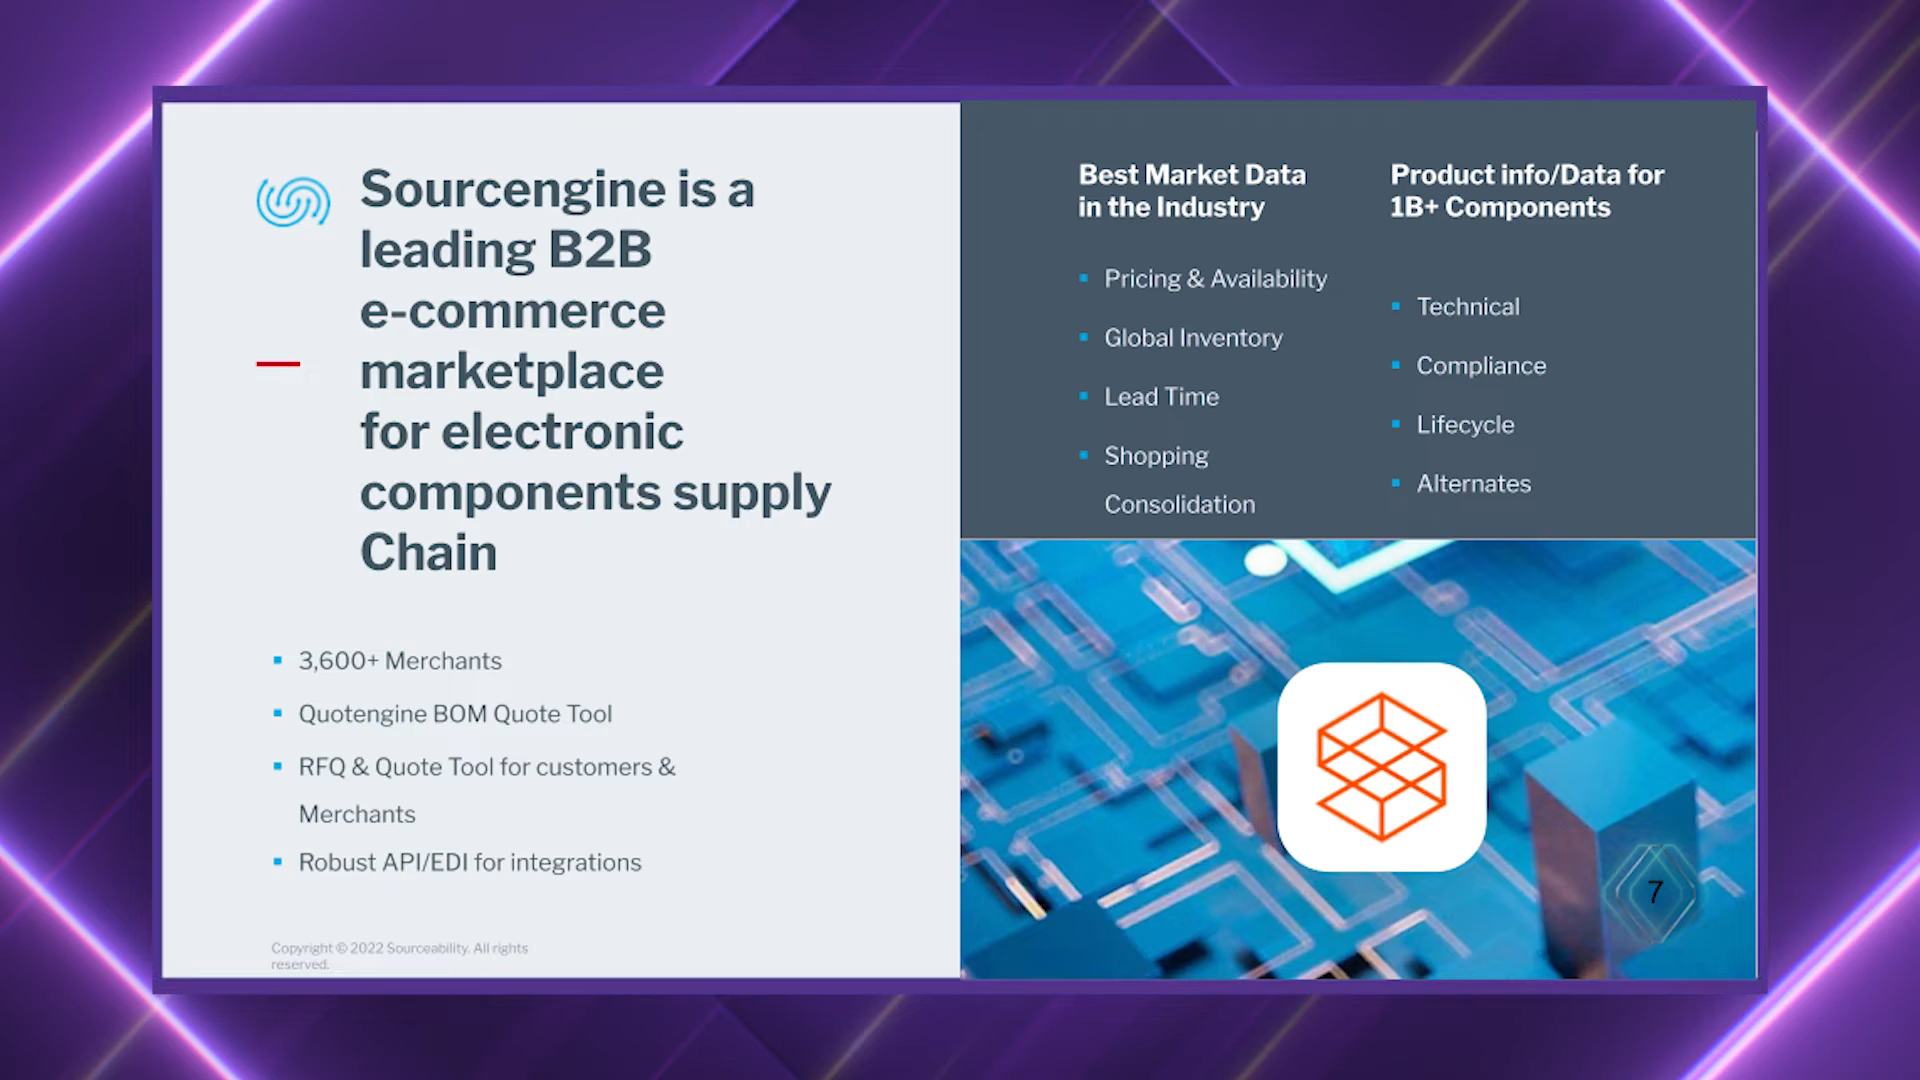 Sourcengine is a
leading B2B
e-commerce
marketplace
for electronic
components supply
Chain
3,600+ Merchants
Quotengine BOM Quote Tool
RFQ & Quote Tool for customers &
Merchants
Robust API/EDI for integrations
Copyright © 2022 Sourceability. All rights
reserved.
Best Market Data
in the Industry
Pricing & Availability
Global Inventory
Lead Time
Shopping
Consolidation
Product info/Data for
1B+ Components
Technical
Compliance
Lifecycle
Alternates
7